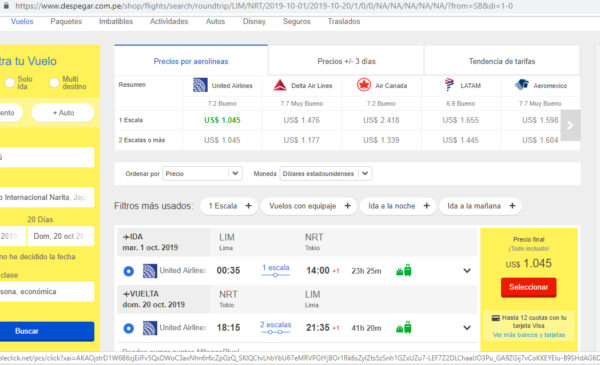 https://www.despegar.com.pe/shop/flights/search/roundtrip/LIM/NRT/2019-10-01/2019-10-20/1/0/0/NA/NA/NA/NA/NA/?from=SB&di=1-0
Vuelos Paquetes Imbatibles Actividades Autos Disney Seguros Traslados
tra tu Vuelo
Solo ida
Multi destino
ento + Auto
o Internacional Narita, Jap
20 Días
2019 Dom, 20 oct 20
no he decidido la fecha
clase
sona, económica
Buscar
Precios por aerolíneas Precios +/- 3 días Tendencia de tarifas
Resumen United Airlines Delta Air Lines Air Canada LATAM Aeromexico
7.2 Bueno 7.7 Muy Bueno 7.2 Bueno 6.9 Bueno 7.7 Muy Bueno
1 Escala US$ 1.045 US$ 1.476 US$ 2.418 US$ 1.655 US$ 1.598
2 Escalas o más US$ 1.045 US$ 1.177 US$ 1.339 US$ 1.445 US$ 1.604
Ordenar por Precio Moneda Dólares estadounidenses
Filtros más usados: 1 Escala + Vuelos con equipaje + Ida a la noche + Ida a la mañana +
IDA LIM NRT
mar. 1 oct. 2019 Lima Tokio
United Airlines 00:35 1 escala 14:00 +1 23h 25m
VUELTA NRT LIM
dom. 20 oct. 2019 Tokio Lima
United Airlines 18:15 2 escalas 21:35 +1 41h 20m
Precio final
¡Todo incluido!
US$ 1.045
Seleccionar
Hasta 12 cuotas con tu
tarjeta Visa
Ver más bancos y tarjetas